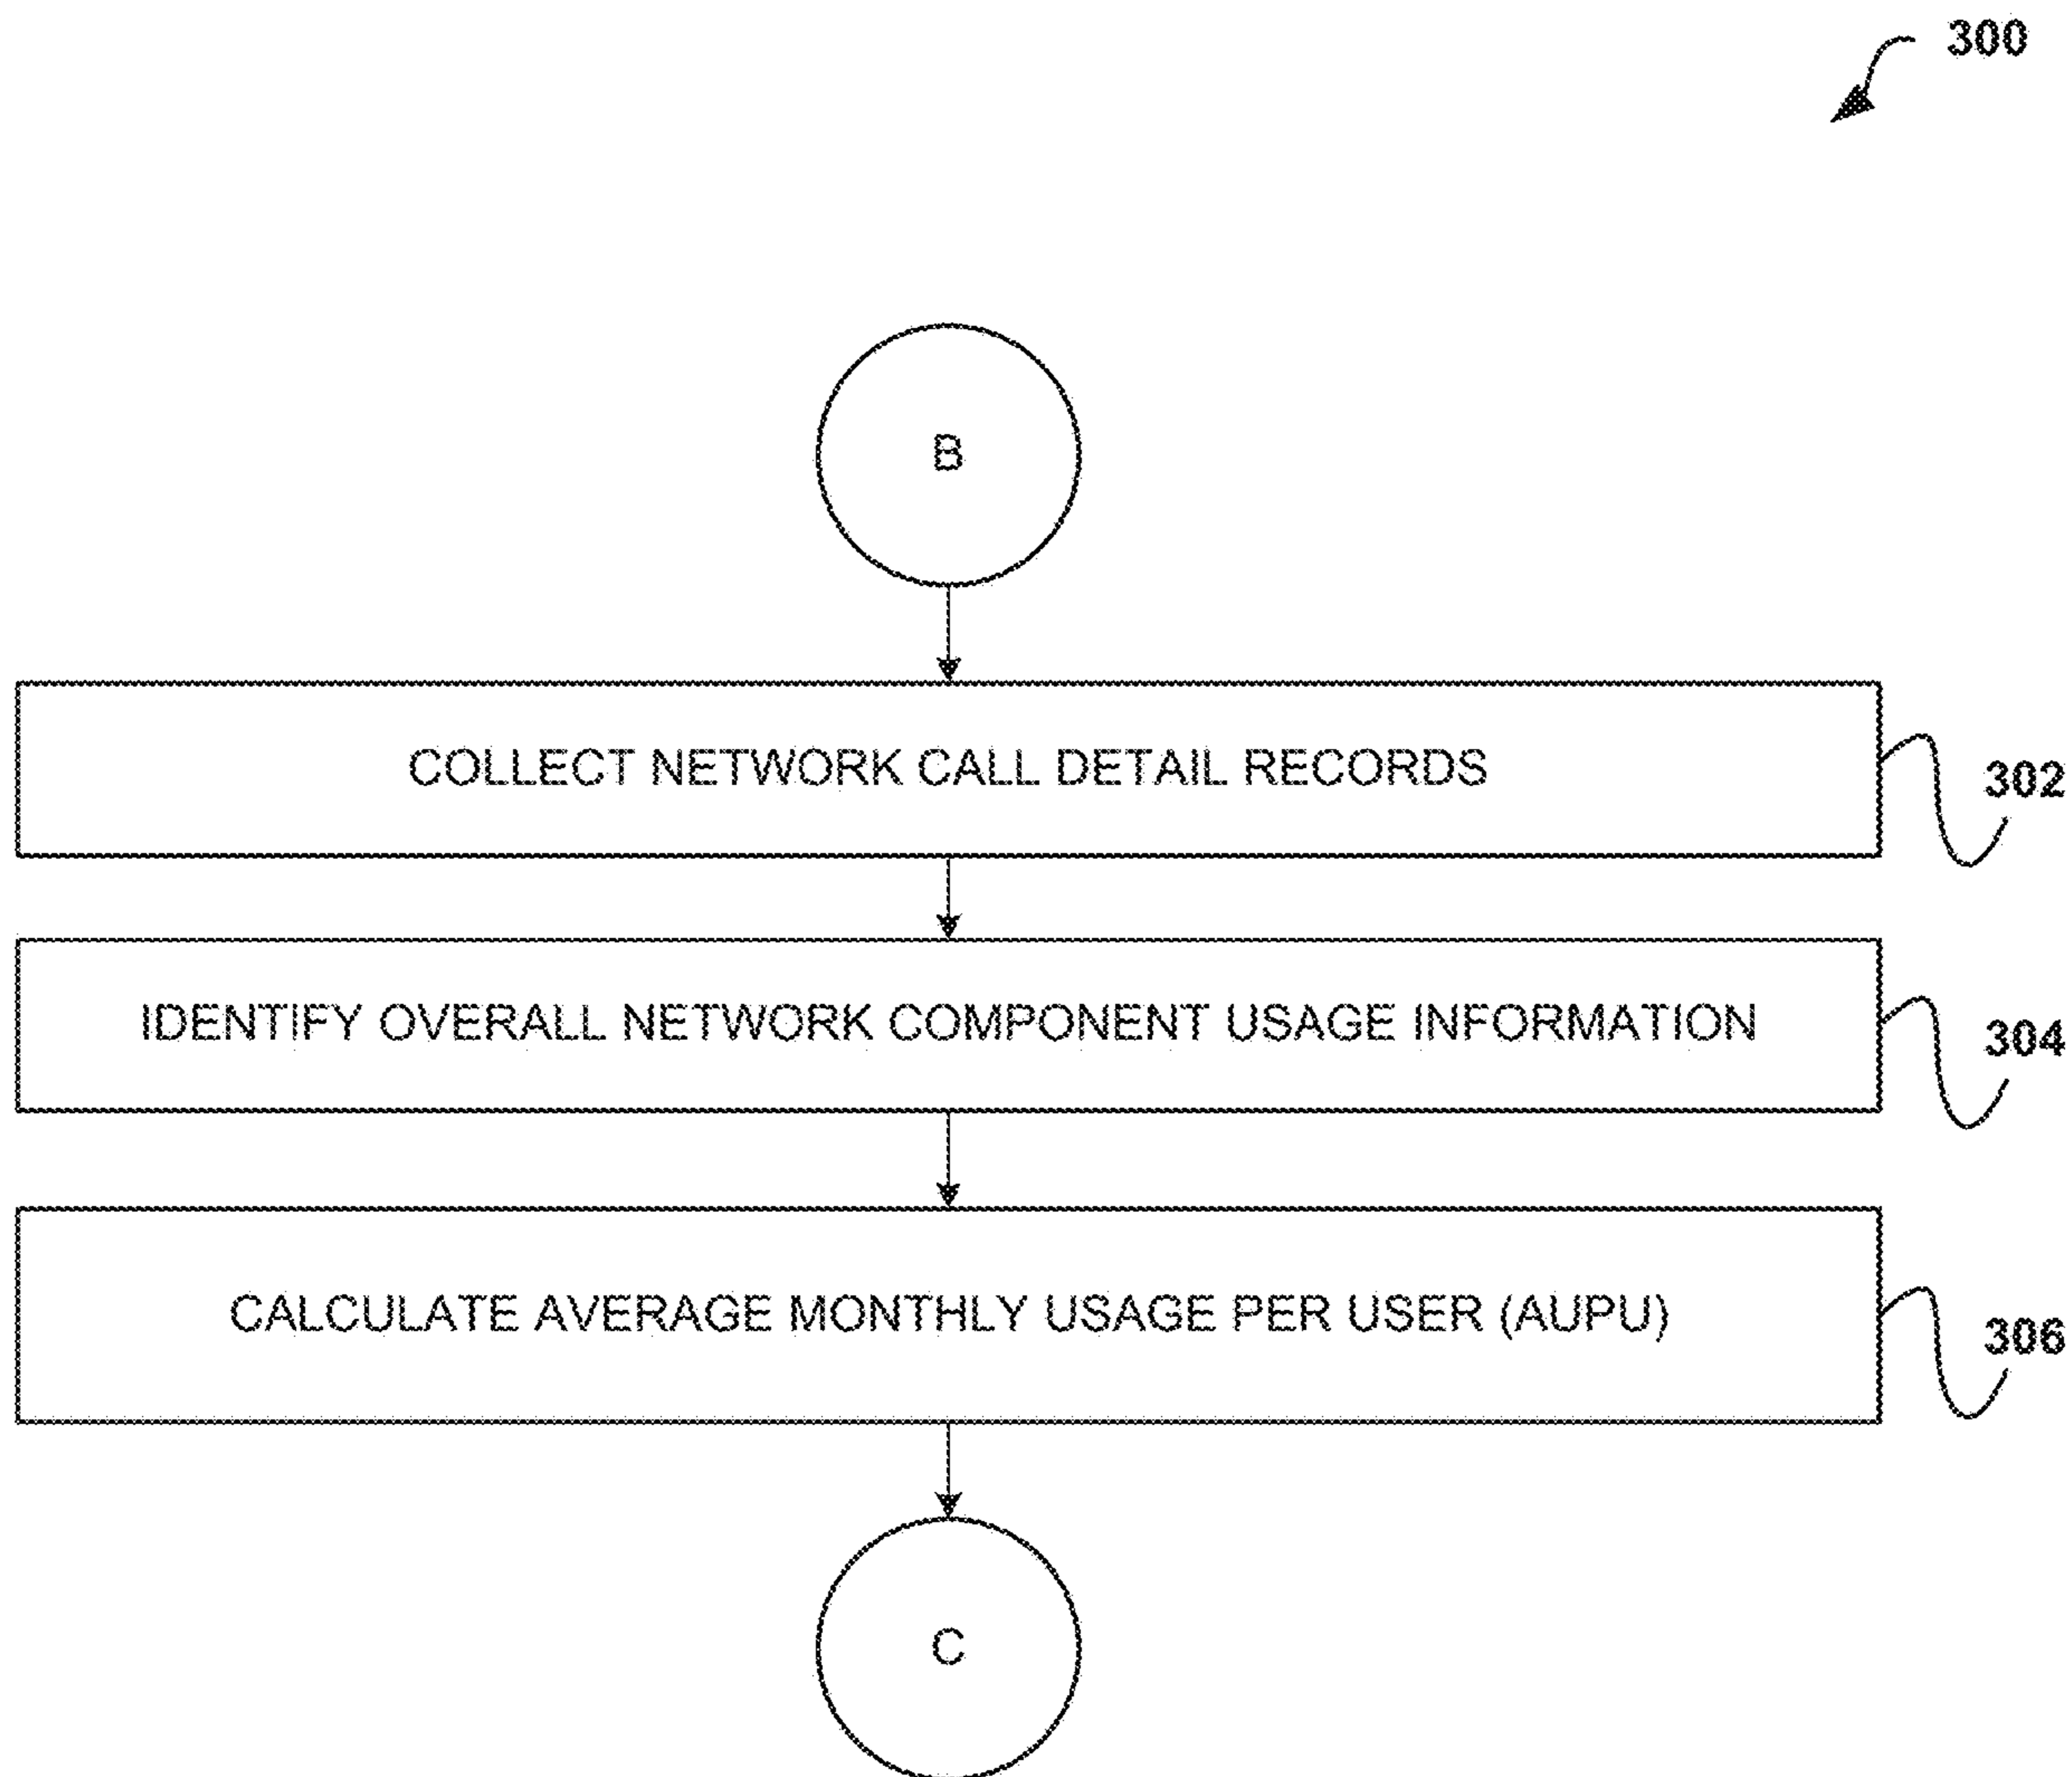 300
B
COLLECT NETWORK CALL DETAIL RECORDS
302
IDENTIFY OVERALL NETWORK COMPONENT USAGE INFORMATION
304
CALCULATE AVERAGE MONTHLY USAGE PER USER (AUPU)
306
C